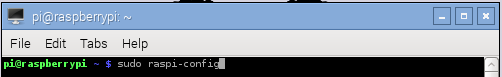 pi@raspberrypi: ~
File Edit Tabs Help
pi@raspberrypi ~ $ sudo raspi-config